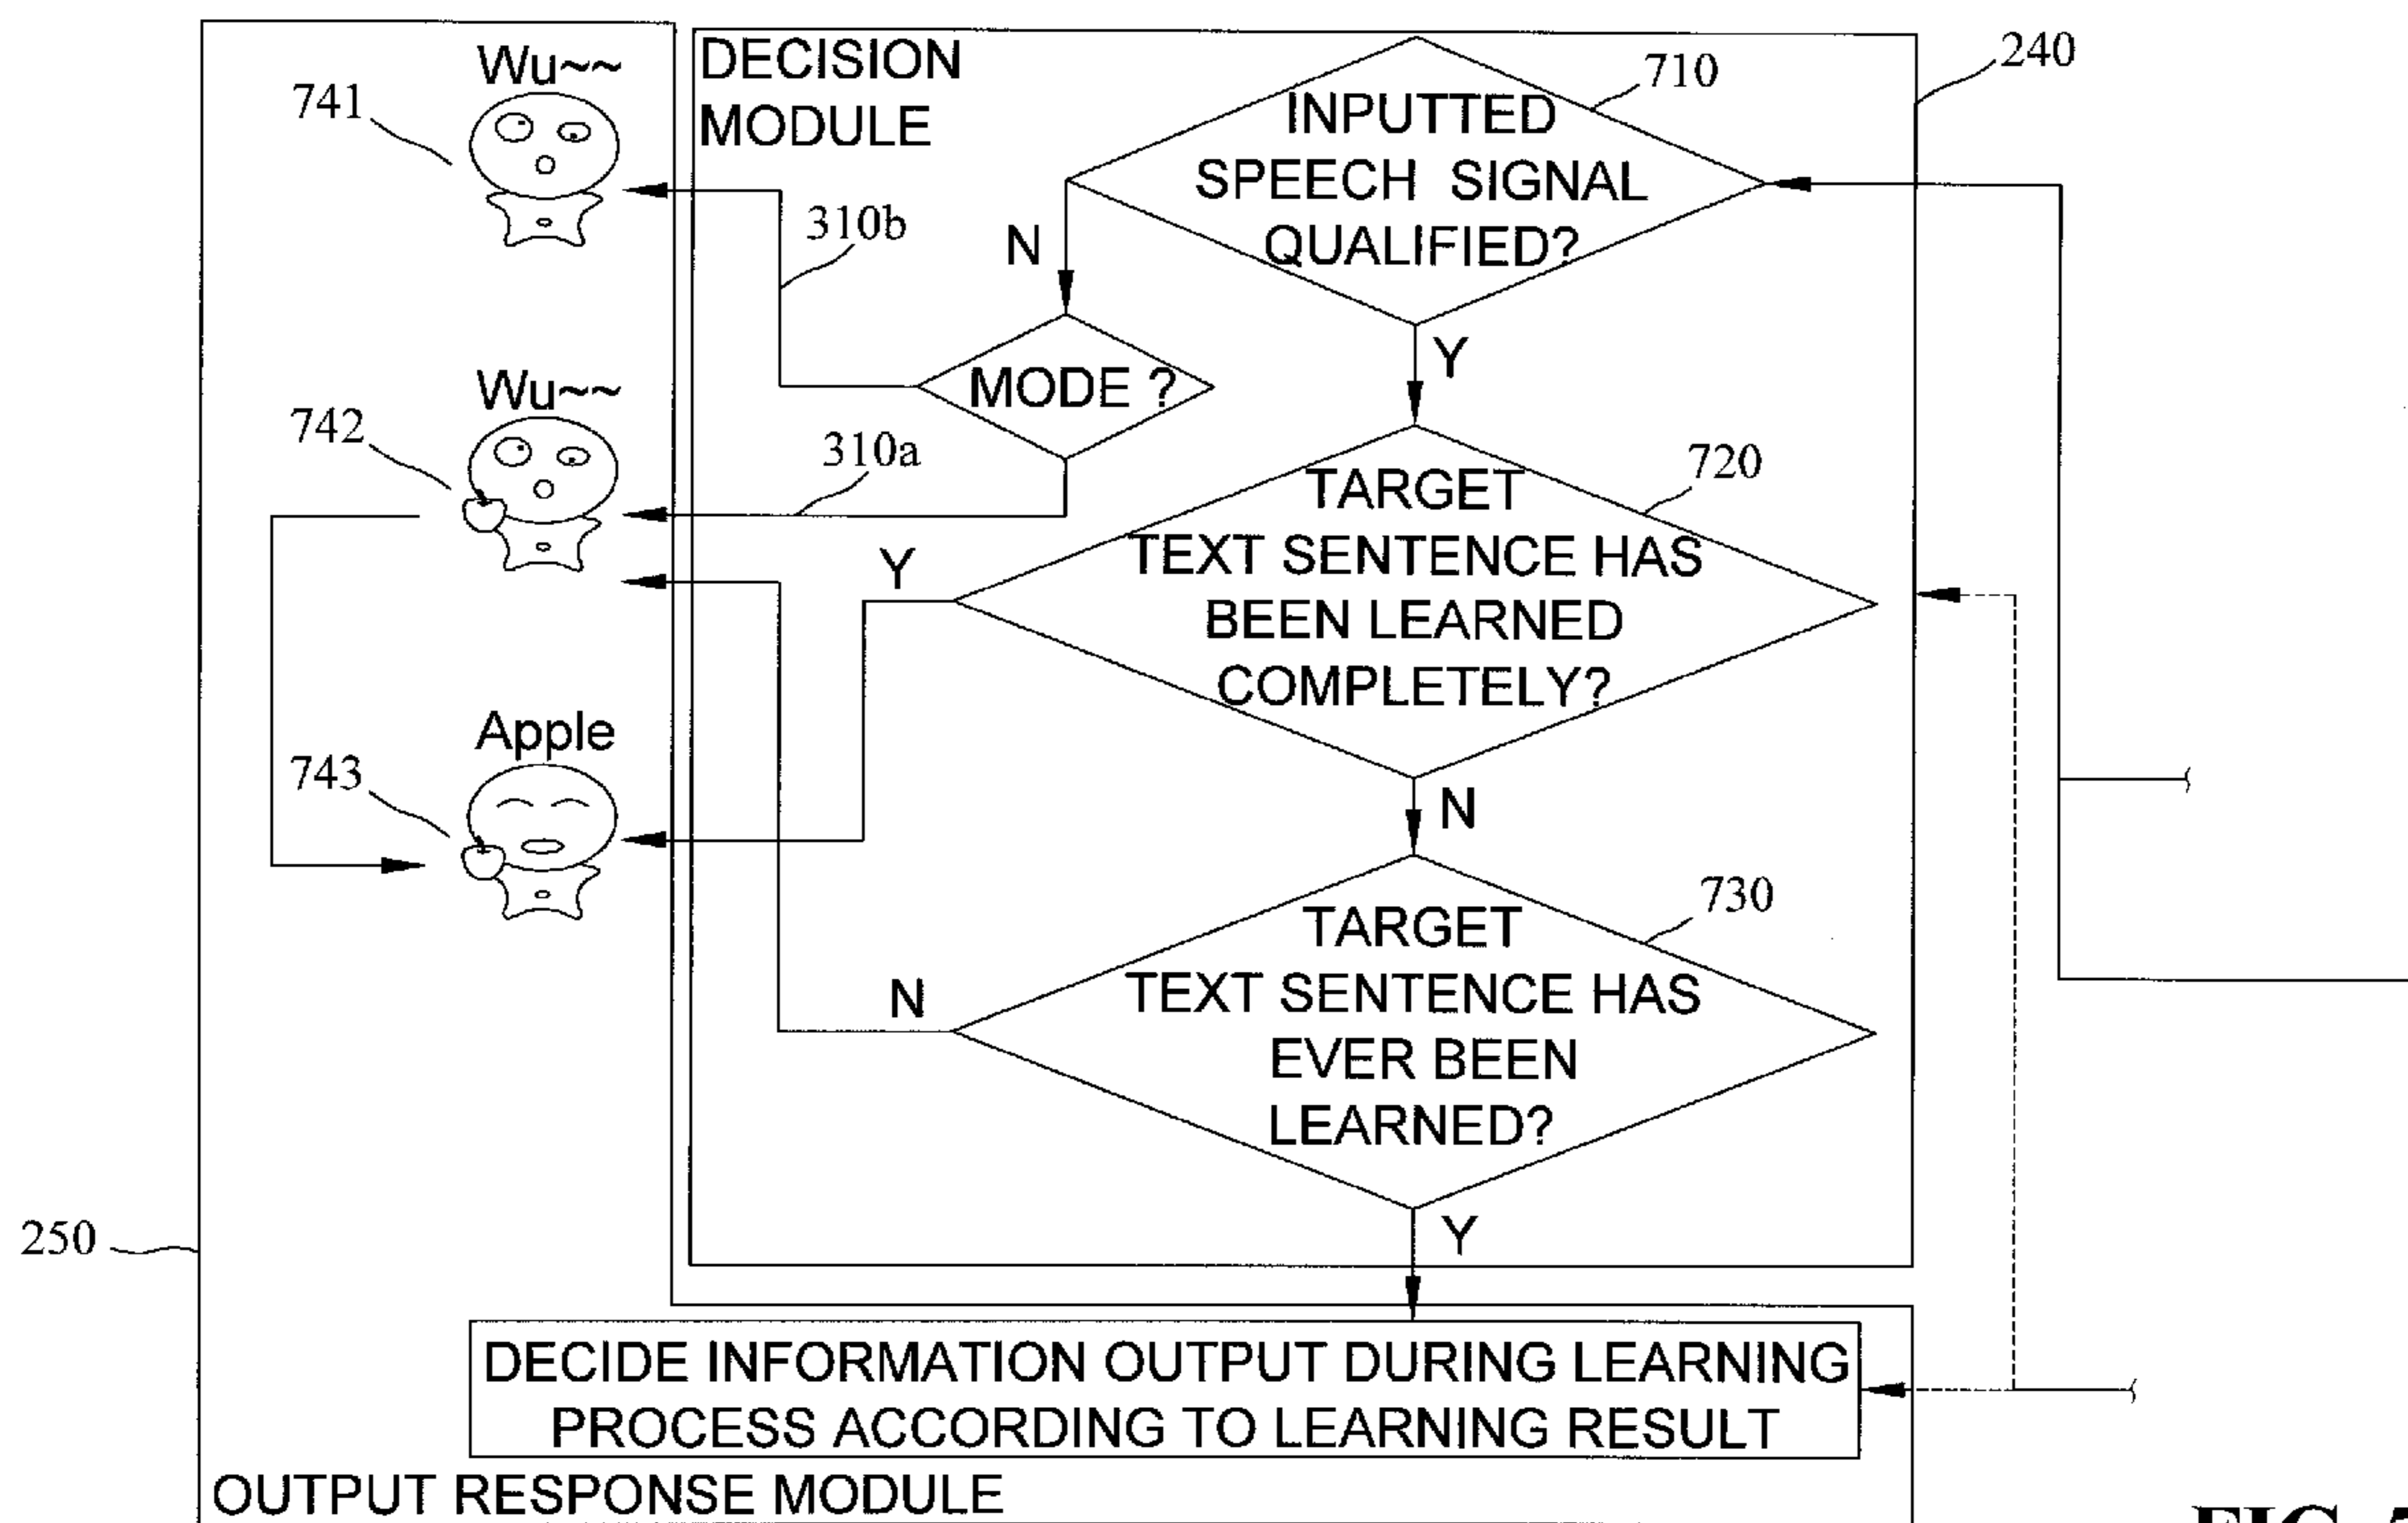 Wu~~
741
DECISION
MODULE
240
710
INPUTTED
SPEECH SIGNAL
QUALIFIED?
310b
N
Y
MODE ?
Wu~~
742
310a
720
TARGET
TEXT SENTENCE HAS
BEEN LEARNED
COMPLETELY?
Y
N
Apple
743
730
TARGET
TEXT SENTENCE HAS
EVER BEEN
LEARNED?
N
Y
250
DECIDE INFORMATION OUTPUT DURING LEARNING
PROCESS ACCORDING TO LEARNING RESULT
OUTPUT RESPONSE MODULE